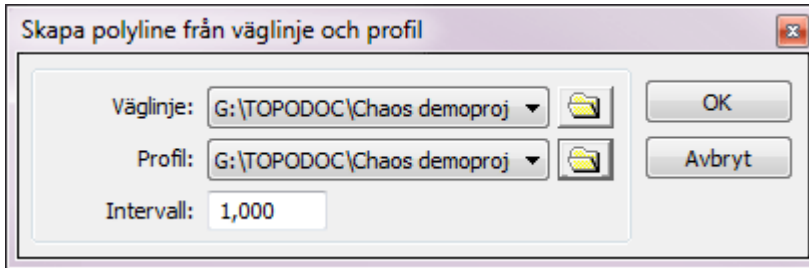 Skapa polyline från väglinje och profil
Väglinje: G:\TOPODOC\Chaos demoproj OK
Profil: G:\TOPODOC\Chaos demoproj Avbryt
Intervall: 1,000